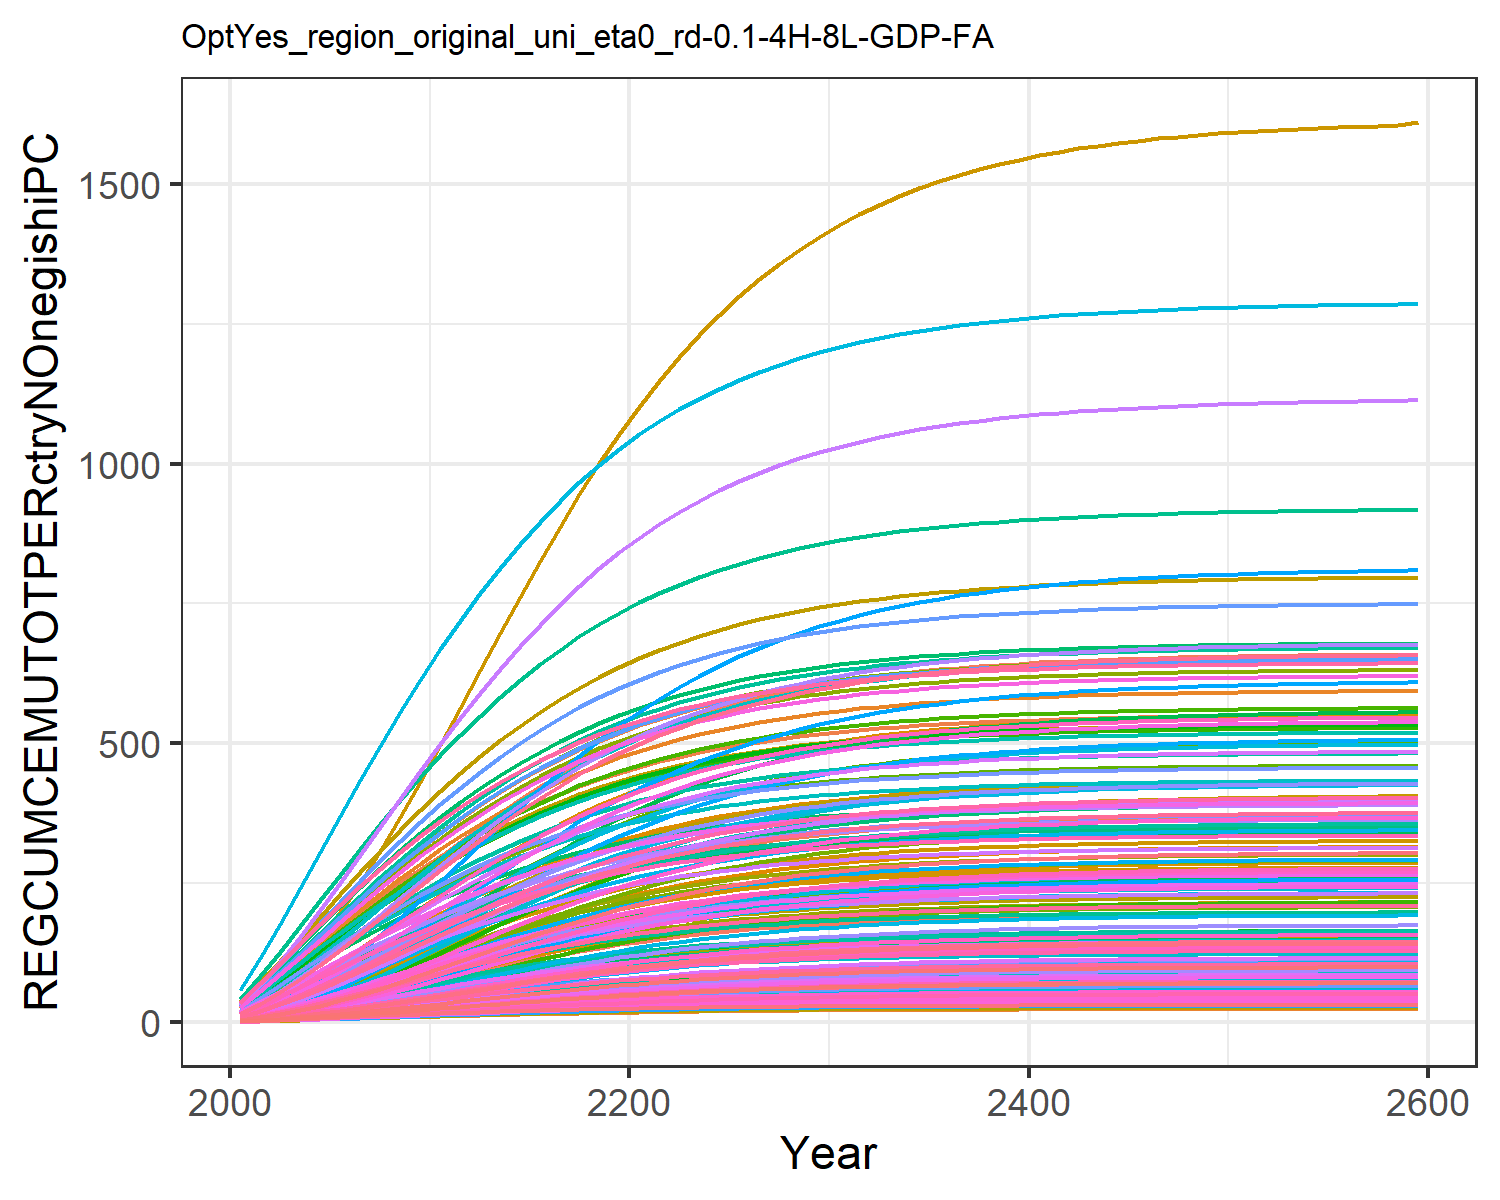 OptYes_region_original_uni_eta0_rd-0.1-4H-8L-GDP-FA
REGCUMCEMUTOTPERctryNOnegishiPC
1500
1000
500
0
2000
2200
2400
2600
Year